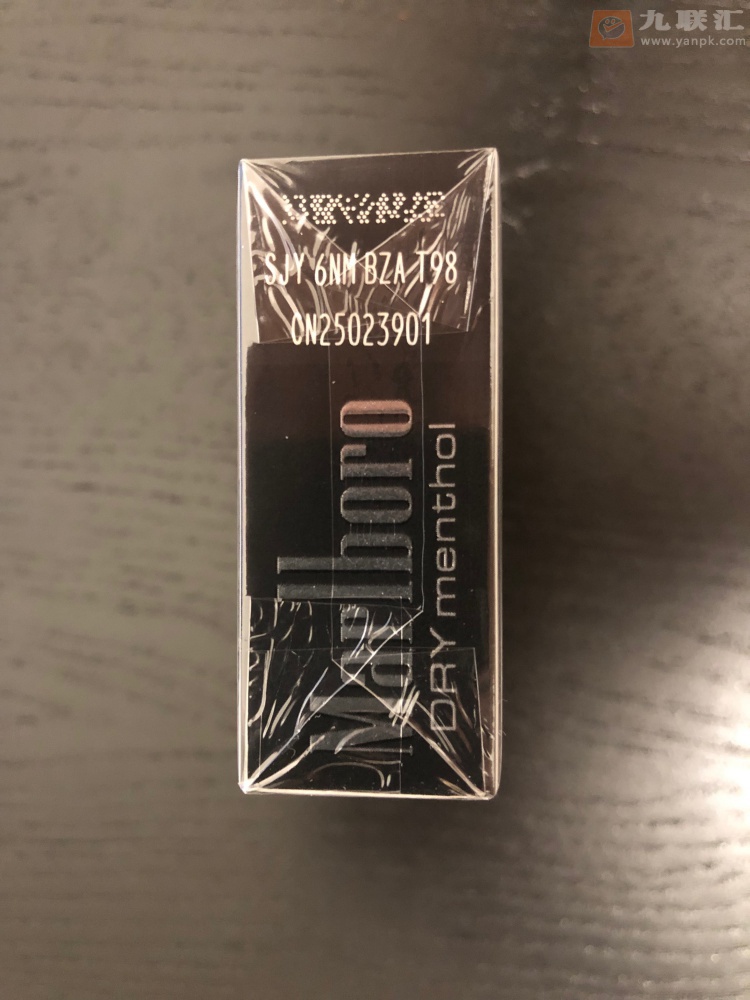 九联汇
www.yanpk.com
SJY 6NM BZA T98
CN25023901
Marlboro
DRY menthol